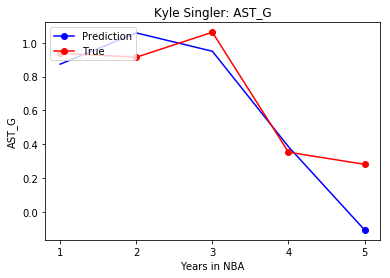 Kyle Singler: AST_G
Prediction
True
AST_G
1.0
0.8
0.6
0.4
0.2
0.0
1 2 3 4 5
Years in NBA